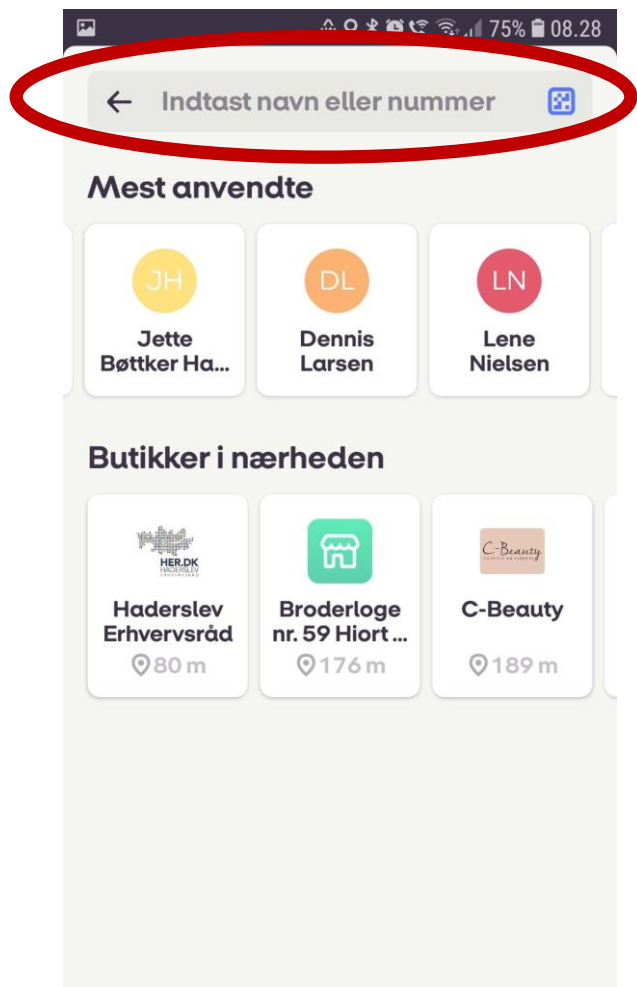 75% 08.28
Indtast navn eller nummer
Mest anvendte
JH
DL
LN
Jette
Bøttker Ha...
Dennis
Larsen
Lene
Nielsen
Butikker i nærheden
HER.DK
HADERSLEV
ERHVERVSRÅD
C-Beauty
Haderslev
Erhvervsråd
80 m
Broderloge
nr. 59 Hiort ...
176 m
C-Beauty
189 m